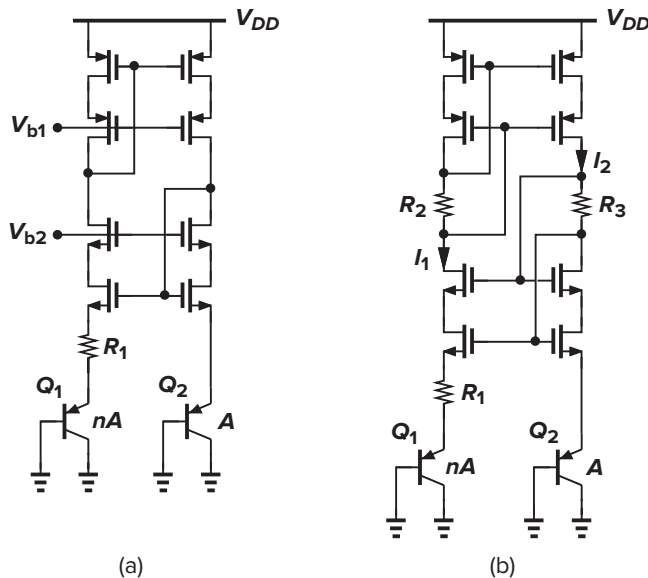 V_DD
V_b1
V_b2
R_1
Q_1
nA
Q_2
A
(a)
V_DD
I_2
R_2
R_3
I_1
R_1
Q_1
nA
Q_2
A
(b)